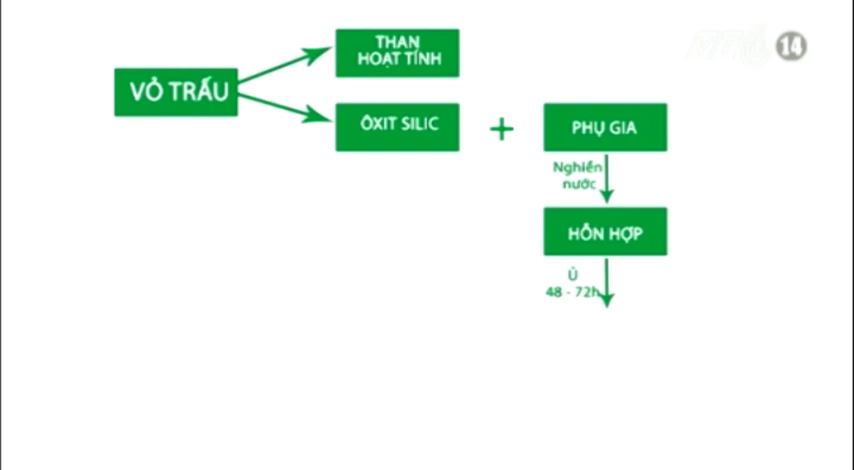 THAN
HOẠT TÍNH
VỎ TRẤU
ÔXIT SILIC
+
PHỤ GIA
Nghiền
nước
HỖN HỢP
Ủ
48 - 72h
14